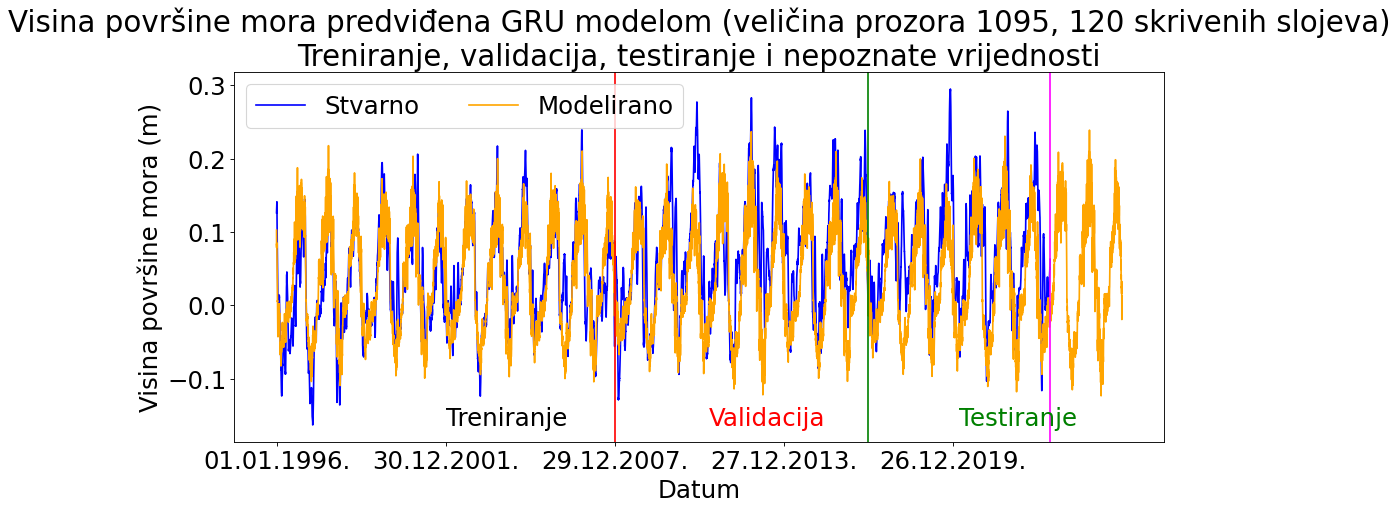 Visina površine mora predviđena GRU modelom (veličina prozora 1095, 120 skrivenih slojeva)
Treniranje, validacija, testiranje i nepoznate vrijednosti
Visina površine mora (m)
0.3
0.2
0.1
0.0
−0.1
Stvarno Modelirano
Treniranje Validacija Testiranje
01.01.1996. 30.12.2001. 29.12.2007. 27.12.2013. 26.12.2019.
Datum